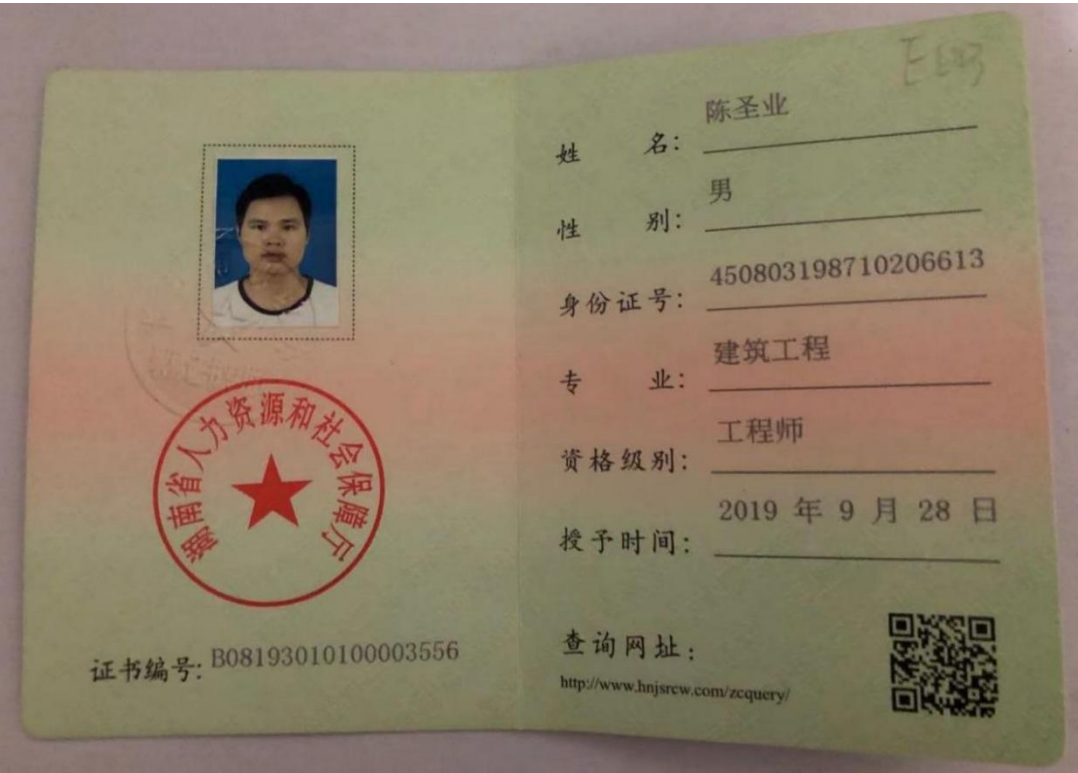 湖南省人力资源和社会保障厅
证书编号:B08193010100003556
姓 名:陈圣业
性 别:男
身份证号:450803198710206613
专 业:建筑工程
资格级别:工程师
授予时间:2019 年 9 月 28 日
查询网址:
http://www.hnjsrcw.com/zcquery/